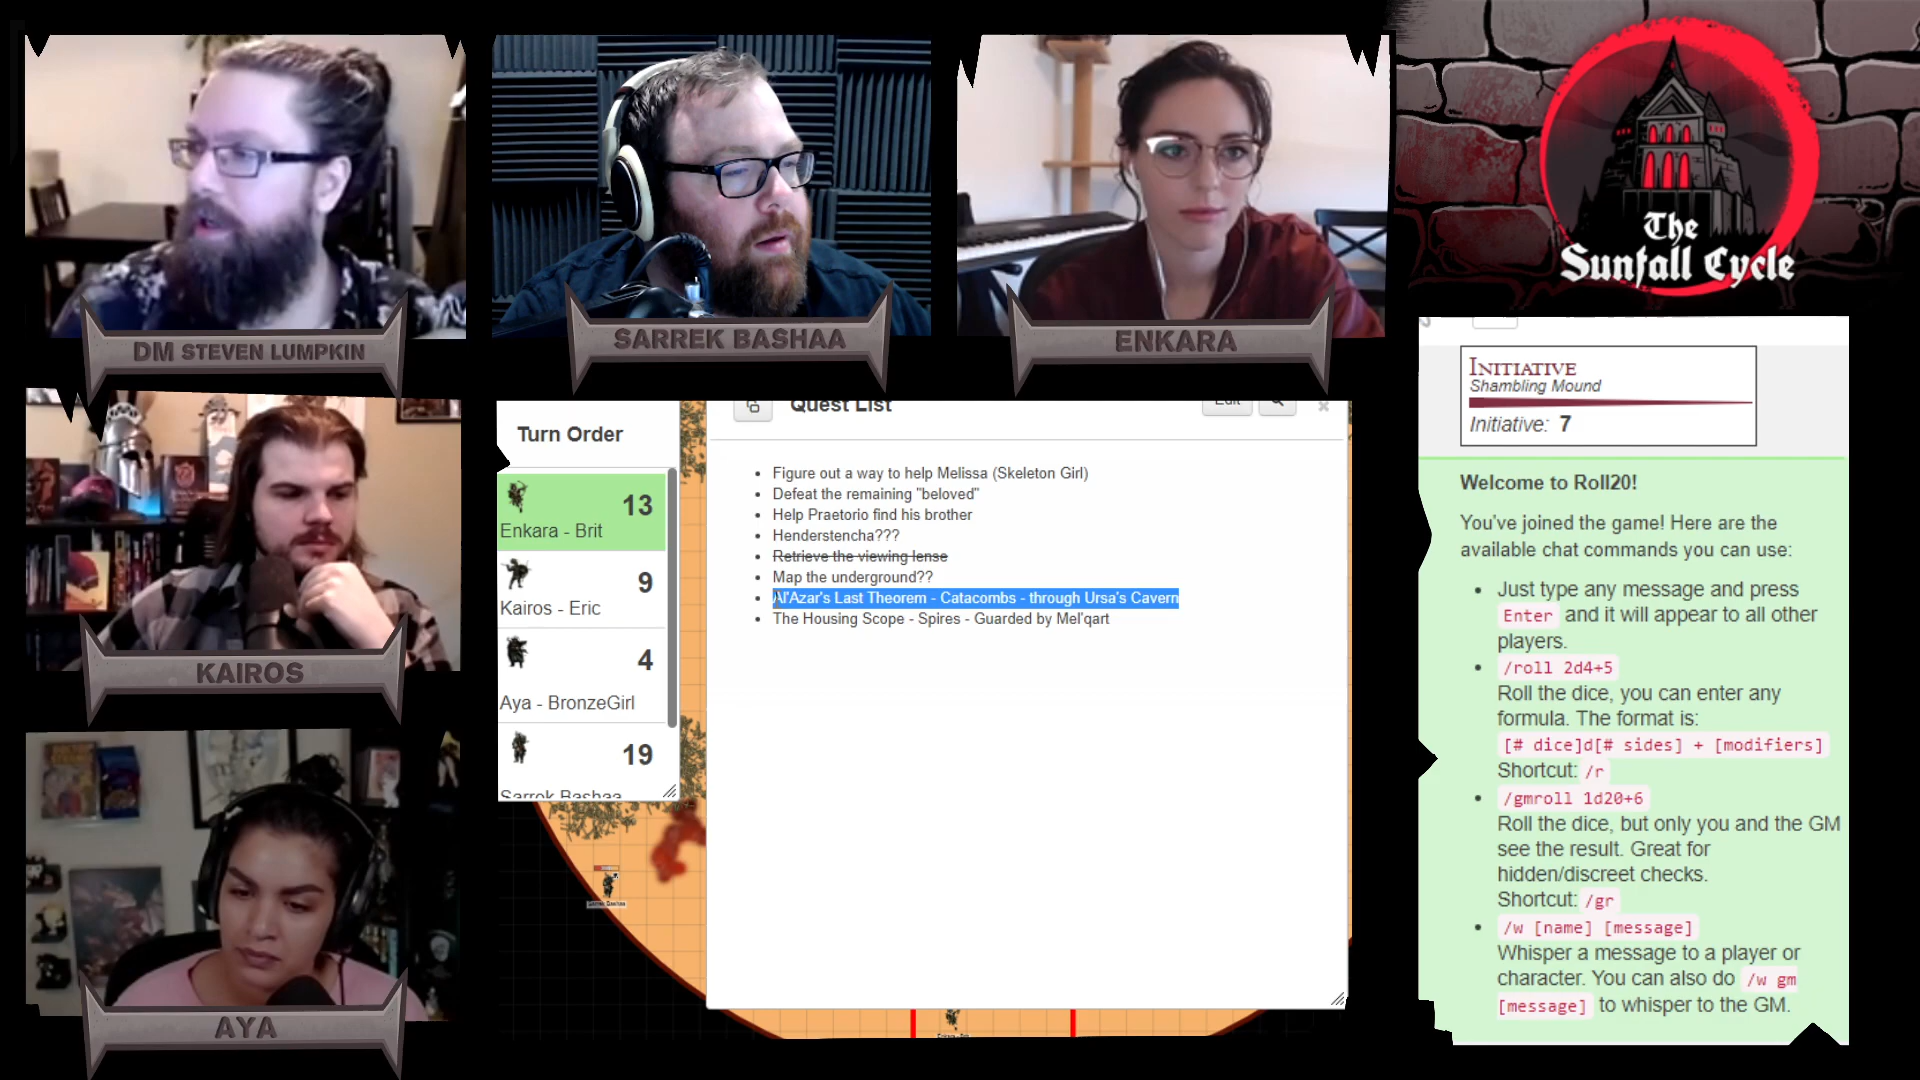 DM STEVEN LUMPKIN
SARREK BASHAA
ENKARA
The
Sunfall Cycle
KAIROS
AYA
Turn Order
13
Enkara - Brit
9
Kairos - Eric
4
Aya - BronzeGirl
19
Sarrok Bashaa
Quest List
Edit
Figure out a way to help Melissa (Skeleton Girl)
Defeat the remaining "beloved"
Help Praetorio find his brother
Henderstencha???
Retrieve the viewing lense
Map the underground??
Al'Azar's Last Theorem - Catacombs - through Ursa's Cavern
The Housing Scope - Spires - Guarded by Mel'qart
INITIATIVE
Shambling Mound
Initiative: 7
Welcome to Roll20!
You've joined the game! Here are the
available chat commands you can use:
Just type any message and press
Enter and it will appear to all other
players.
/roll 2d4+5
Roll the dice, you can enter any
formula. The format is:
[# dice]d[# sides] + [modifiers]
Shortcut: /r
/gmroll 1d20+6
Roll the dice, but only you and the GM
see the result. Great for
hidden/discreet checks.
Shortcut: /gr
/w [name] [message]
Whisper a message to a player or
character. You can also do /w gm
[message] to whisper to the GM.